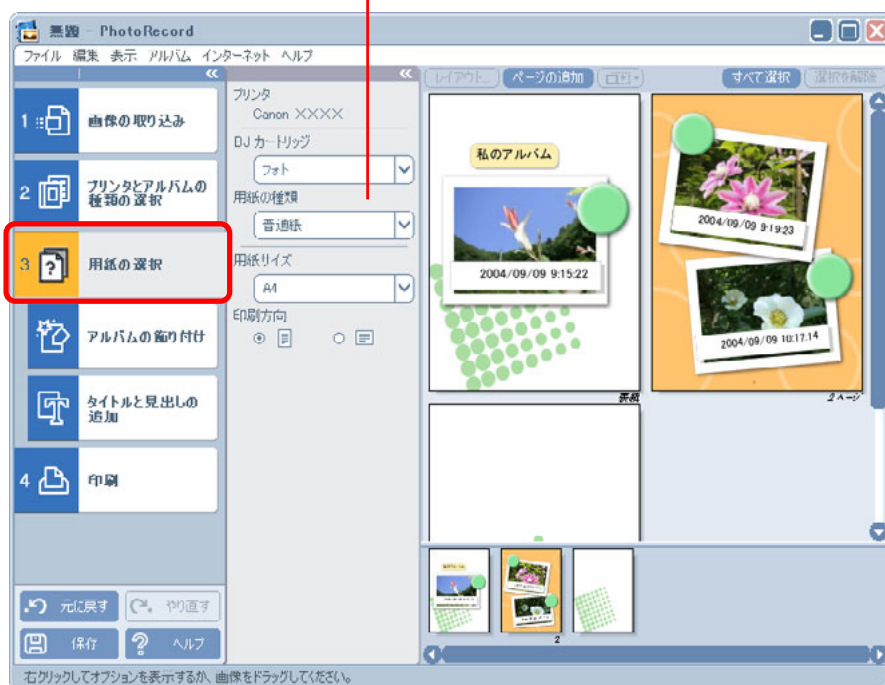 無題 - PhotoRecord
ファイル 編集 表示 アルバム インターネット ヘルプ
1 画像の取り込み
2 プリンタとアルバムの
種類の選択
3 用紙の選択
アルバムの飾り付け
タイトルと見出しの
追加
4 印刷
元に戻す やり直す
保存 ヘルプ
プリンタ
Canon XXXX
BJ カートリッジ
フォト
用紙の種類
普通紙
用紙サイズ
A4
印刷方向
レイアウト... ページの追加 すべて選択 選択を解除
私のアルバム
2004/09/09 9:15:22
表紙
2004/09/09 9:19:23
2004/09/09 10:17:14
2 ページ
2
右クリックしてオプションを表示するか、画像をドラッグしてください。